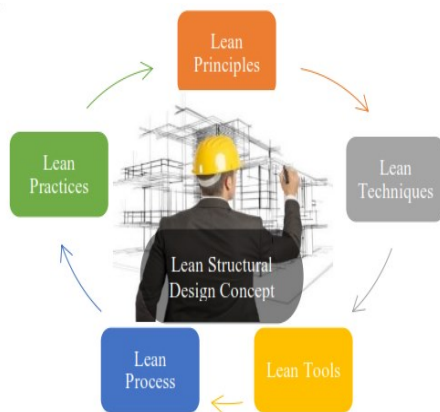 Lean
Principles
Lean
Techniques
Lean Tools
Lean
Process
Lean
Practices
Lean Structural
Design Concept